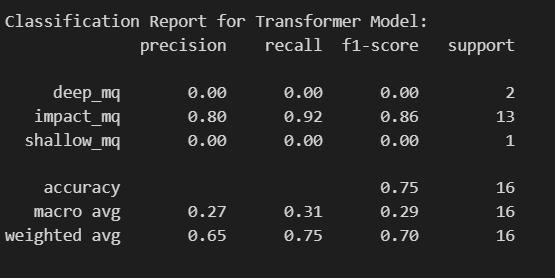 Classification Report for Transformer Model:
precision recall f1-score support
deep_mq 0.00 0.00 0.00 2
impact_mq 0.80 0.92 0.86 13
shallow_mq 0.00 0.00 0.00 1
accuracy 0.75 16
macro avg 0.27 0.31 0.29 16
weighted avg 0.65 0.75 0.70 16